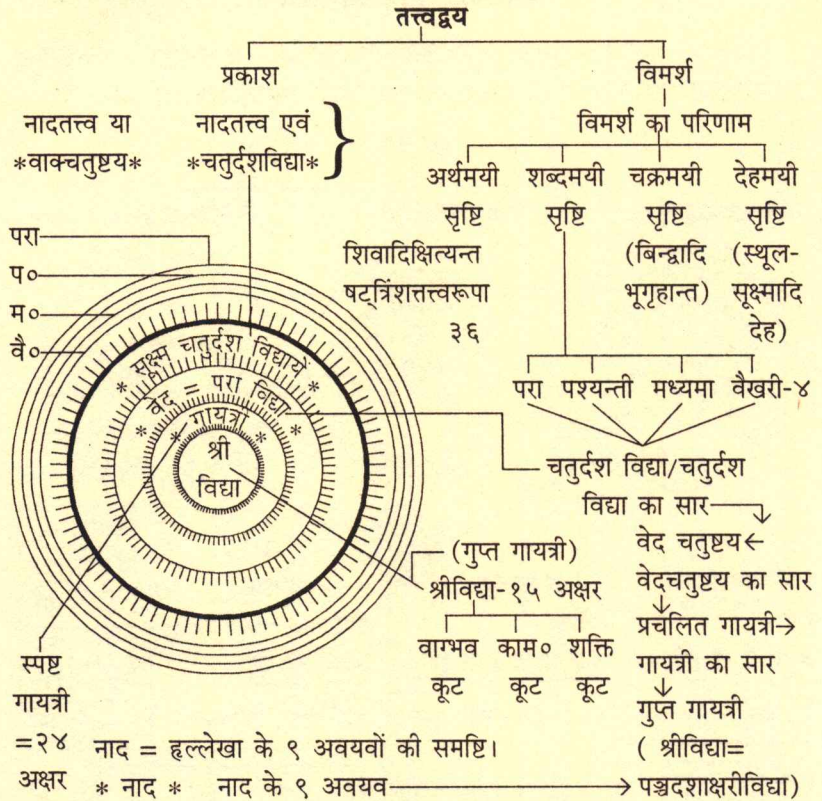 तत्त्वद्वय
प्रकाश
विमर्श
नादतत्त्व या
*वाक्चतुष्टय*
नादतत्त्व एवं
*चतुर्दशविद्या*
}
विमर्श का परिणाम
अर्थमयी
सृष्टि
शिवादिक्षित्यन्त
षट्त्रिंशत्तत्त्वरूपा
३६
शब्दमयी
सृष्टि
चक्रमयी
सृष्टि
(बिन्द्वादि
भूगृहान्त)
देहमयी
सृष्टि
(स्थूल-
सूक्ष्मादि
देह)
परा
प०
म०
वै०
* सूक्ष्म चतुर्दश विद्यायें *
* वेद = परा विद्या *
* गायत्री *
श्री
विद्या
परा पश्यन्ती मध्यमा वैखरी-४
चतुर्दश विद्या/चतुर्दश
विद्या का सार
वेद चतुष्टय←
वेदचतुष्टय का सार
↓
प्रचलित गायत्री→
गायत्री का सार
↓
गुप्त गायत्री
( श्रीविद्या=
पञ्चदशाक्षरीविद्या)
(गुप्त गायत्री)
श्रीविद्या-१५ अक्षर
वाग्भव काम० शक्ति
कूट कूट कूट
स्पष्ट
गायत्री
=२४
अक्षर
नाद = हृल्लेखा के ९ अवयवों की समष्टि।
* नाद * नाद के ९ अवयव→